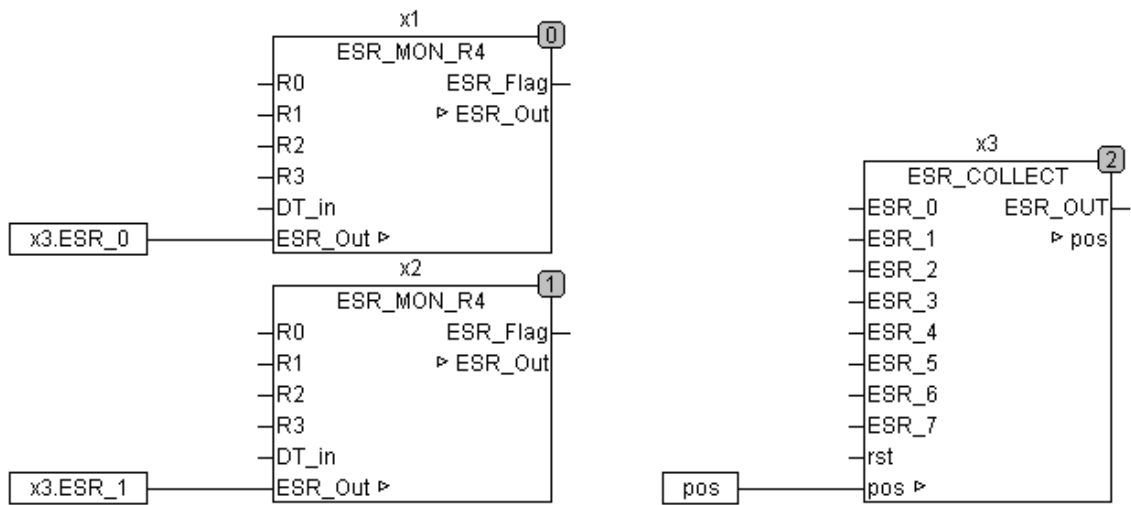 x1
0
ESR_MON_R4
R0 ESR_Flag
R1 ESR_Out
R2
R3
DT_in
x3.ESR_0 ESR_Out
x2
1
ESR_MON_R4
R0 ESR_Flag
R1 ESR_Out
R2
R3
DT_in
x3.ESR_1 ESR_Out
x3
2
ESR_COLLECT
ESR_0 ESR_OUT
ESR_1 pos
ESR_2
ESR_3
ESR_4
ESR_5
ESR_6
ESR_7
rst
pos pos